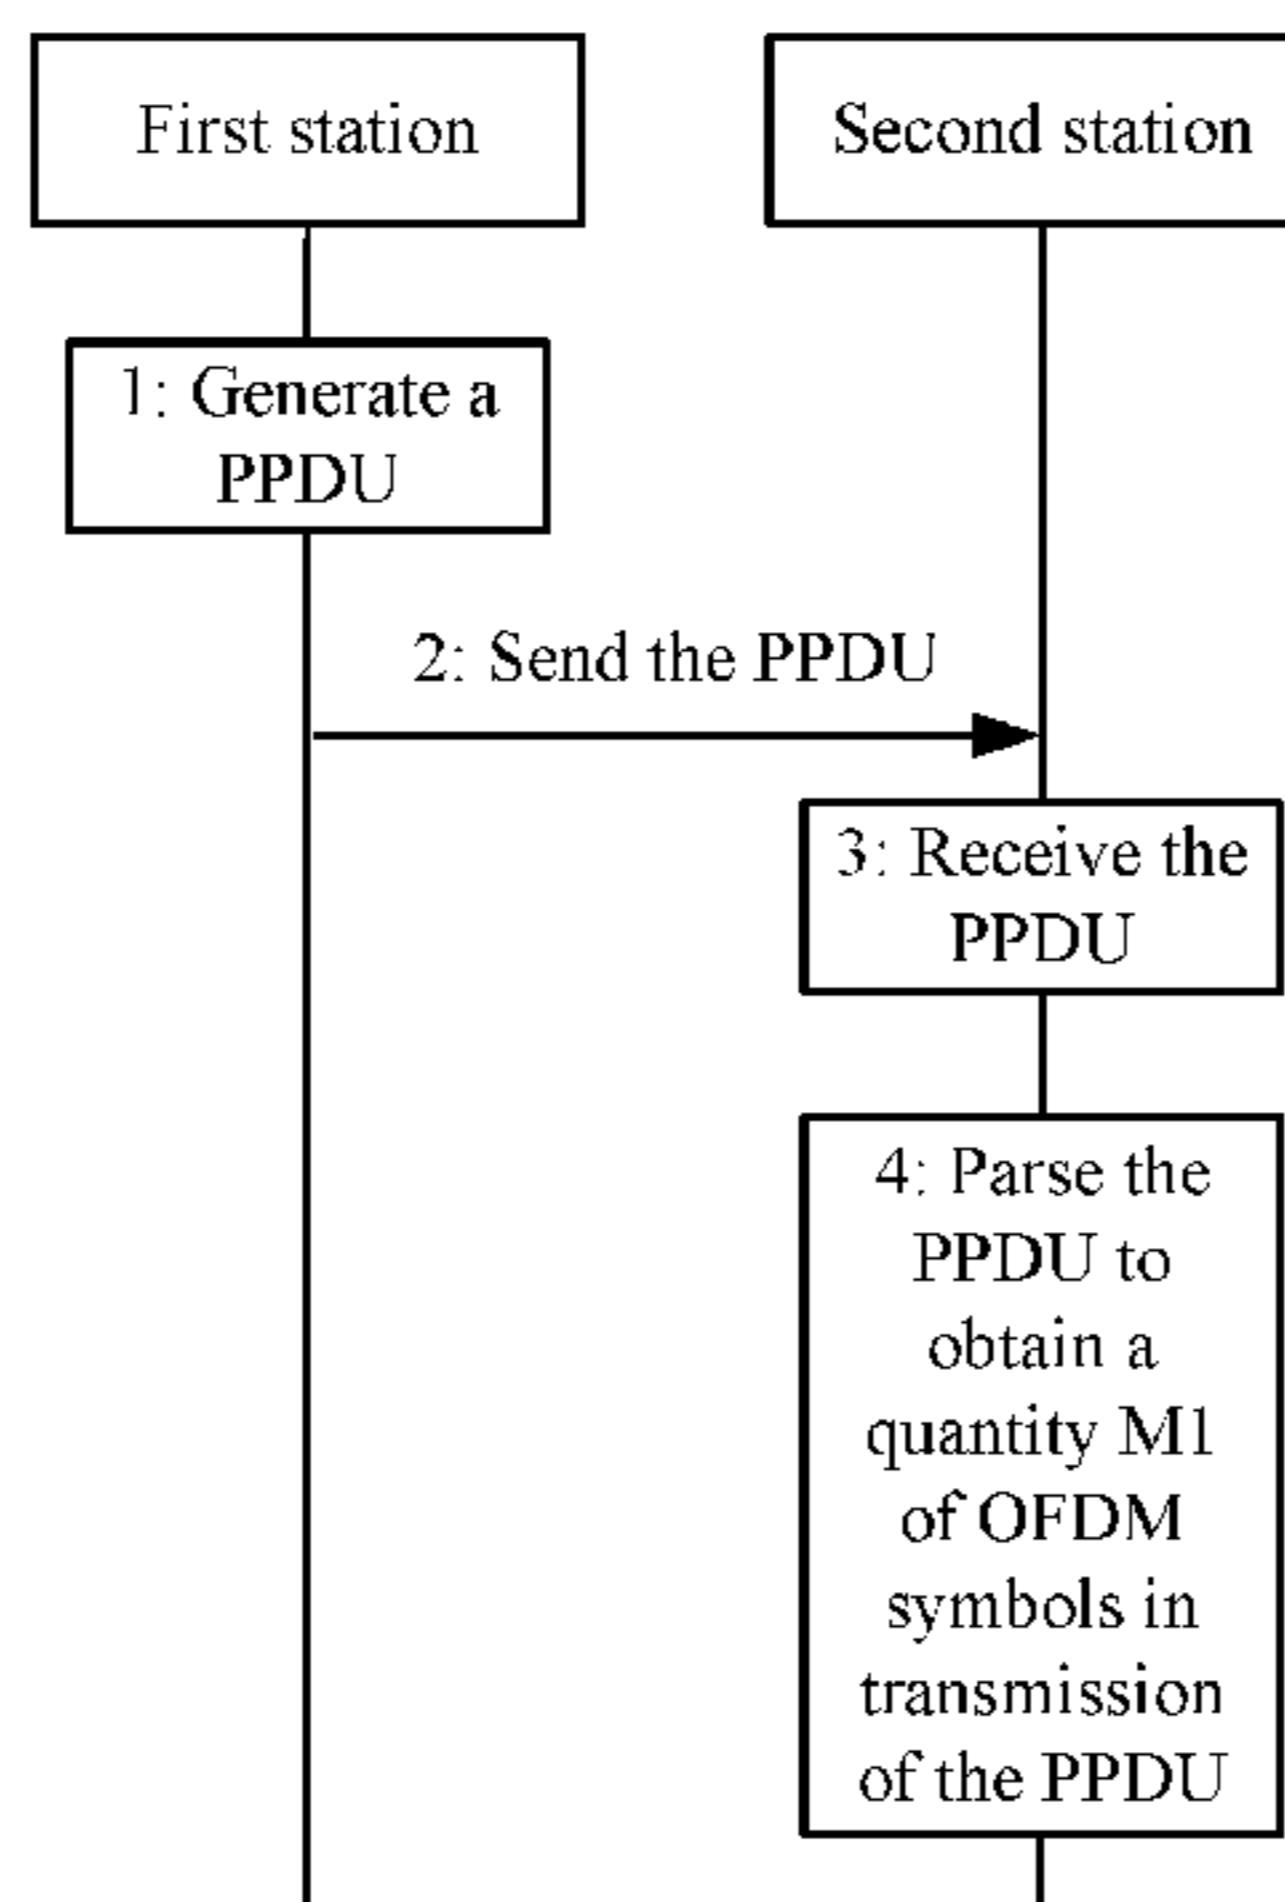 First station
Second station
1: Generate a
PPDU
2: Send the PPDU
3: Receive the
PPDU
4: Parse the
PPDU to
obtain a
quantity M1
of OFDM
symbols in
transmission
of the PPDU